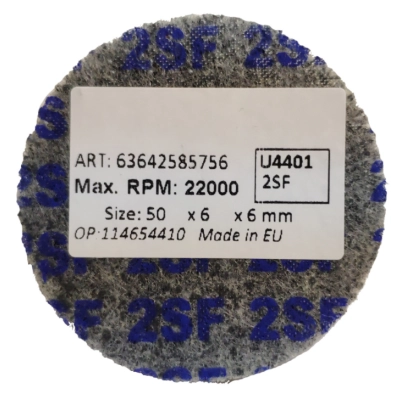 2SF 2SF
ART: 63642585756
U4401
Max. RPM: 22000
2SF
Size: 50 x 6 x 6 mm
OP:114654410 Made in EU
2SF 2SF
2SF 2SF